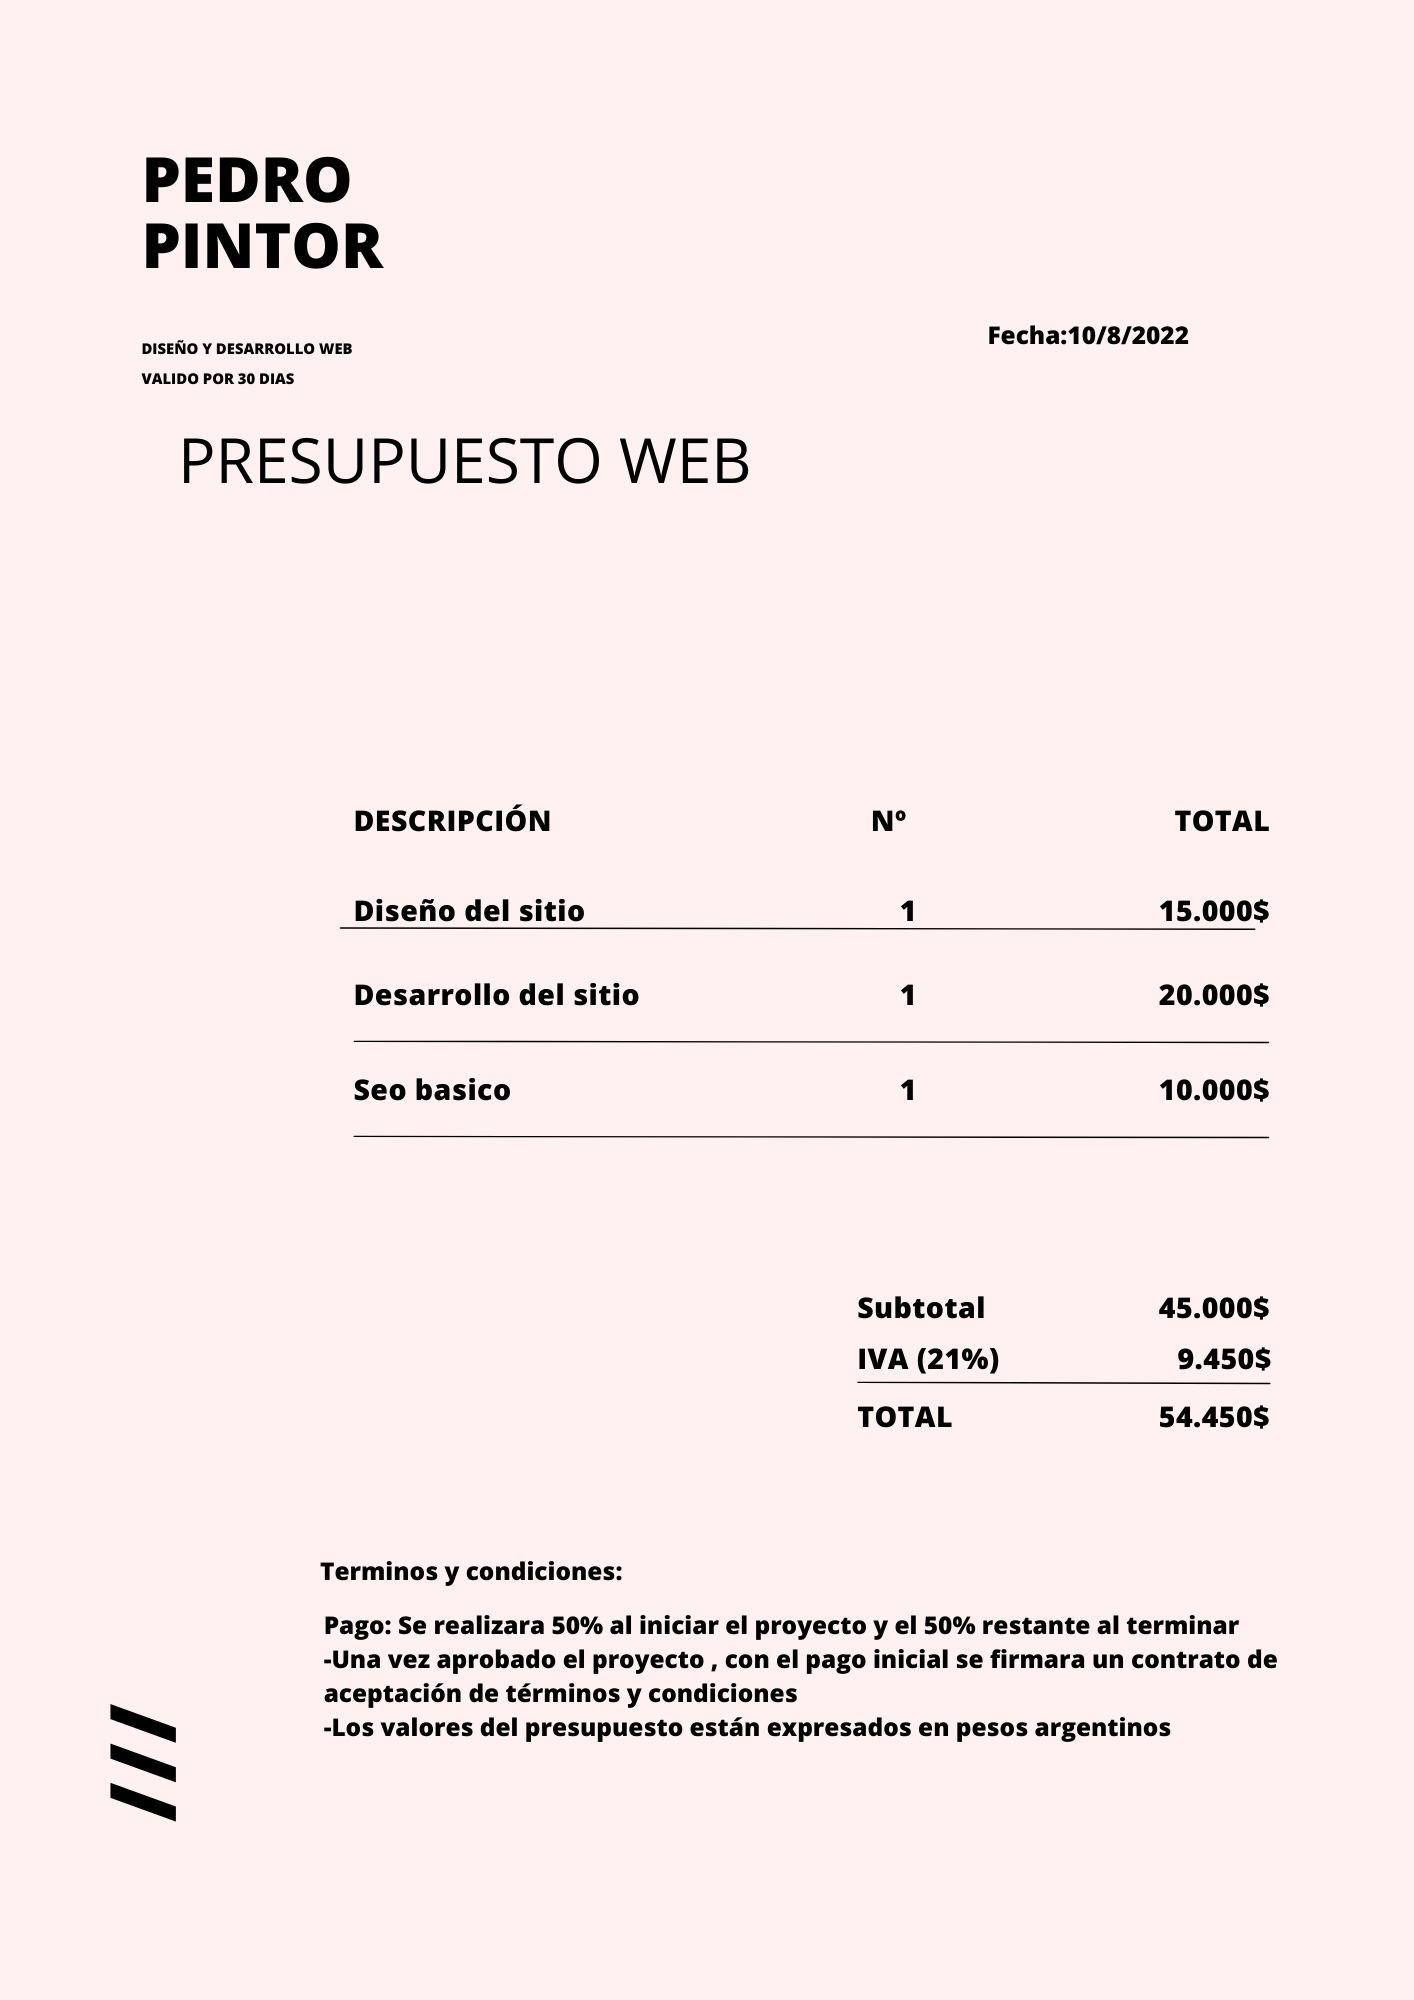 PEDRO
PINTOR
Fecha:10/8/2022
DISEÑO Y DESARROLLO WEB
VALIDO POR 30 DIAS
PRESUPUESTO WEB
DESCRIPCIÓN Nº TOTAL
Diseño del sitio 1 15.000$
Desarrollo del sitio 1 20.000$
Seo basico 1 10.000$
Subtotal 45.000$
IVA (21%) 9.450$
TOTAL 54.450$
Terminos y condiciones:
Pago: Se realizara 50% al iniciar el proyecto y el 50% restante al terminar
-Una vez aprobado el proyecto , con el pago inicial se firmara un contrato de
aceptación de términos y condiciones
-Los valores del presupuesto están expresados en pesos argentinos